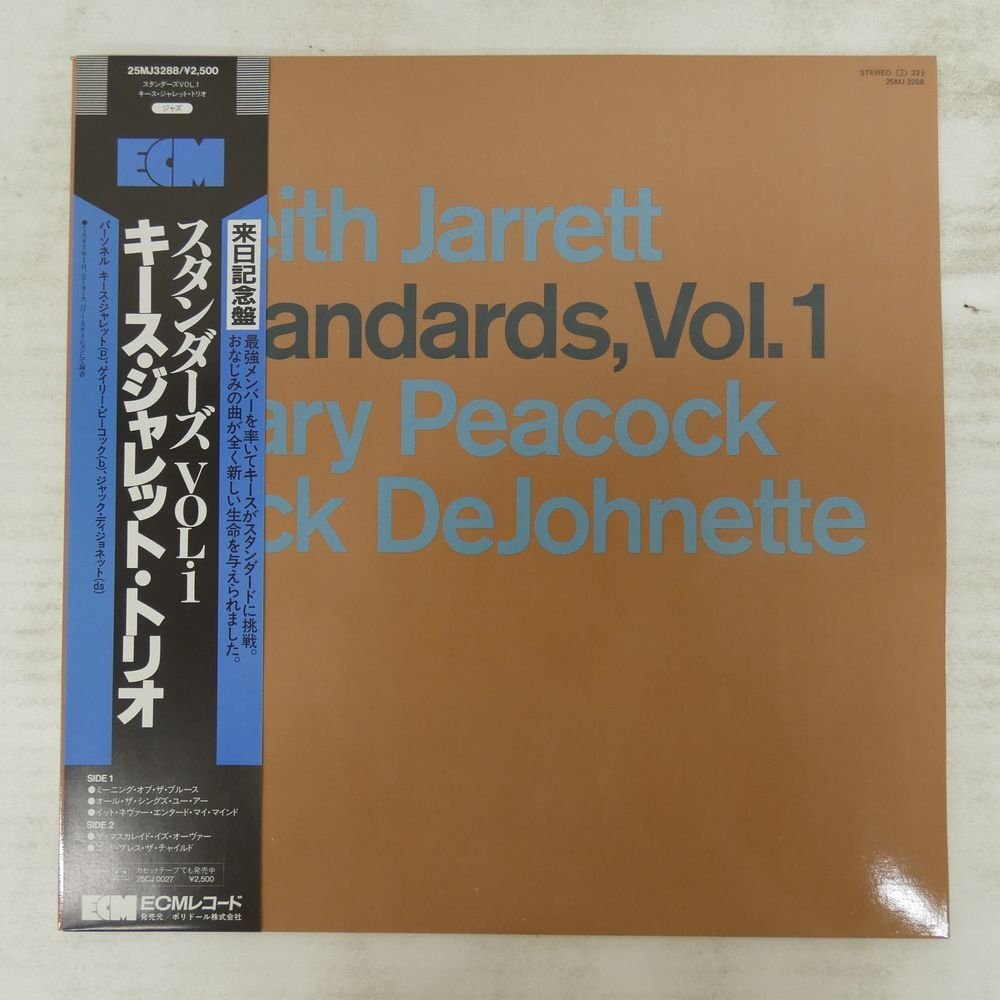 25MJ3288/¥2,500
スタンダーズVOL.1
キース・ジャレット・トリオ
ジャズ
ECM
来日記念盤
最強メンバーを率いてキースがスタンダードに挑戦。
おなじみの曲が全く新しい生命を与えられました。
スタンダーズ VOL.1
キース・ジャレット・トリオ
パーソネル キース・ジャレット(p)、ゲイリー・ピーコック(b)、ジャック・ディジョネット(ds)
SIDE 1
●ミーニング・オブ・ザ・ブルース
●オール・ザ・シングズ・ユー・アー
●イット・ネヴァー・エンタード・マイ・マインド
SIDE 2
●ザ・マスカレイド・イズ・オーヴァー
●ゴッド・ブレス・ザ・チャイルド
カセットテープでも発売中
25CJ 0027 ¥2,500
ECM ECMレコード
発売元/ポリドール株式会社
STEREO 33⅓
25MJ 3288
eith Jarrett
andards, Vol. 1
ary Peacock
ck DeJohnette